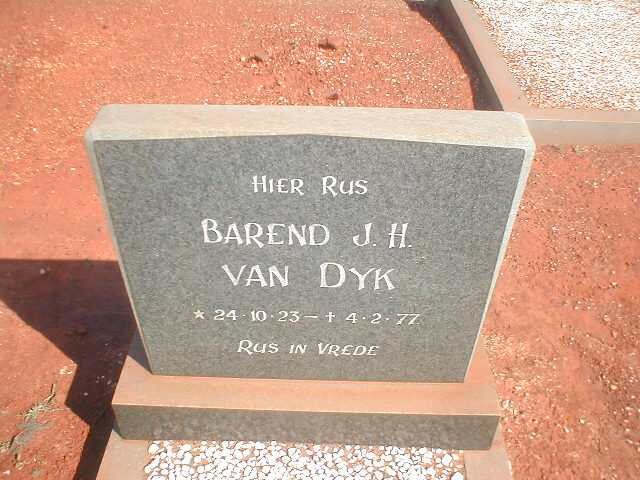 Hier Rus
Barend J. H.
van Dyk
* 24·10·23 – † 4·2·77.
Rus in Vrede